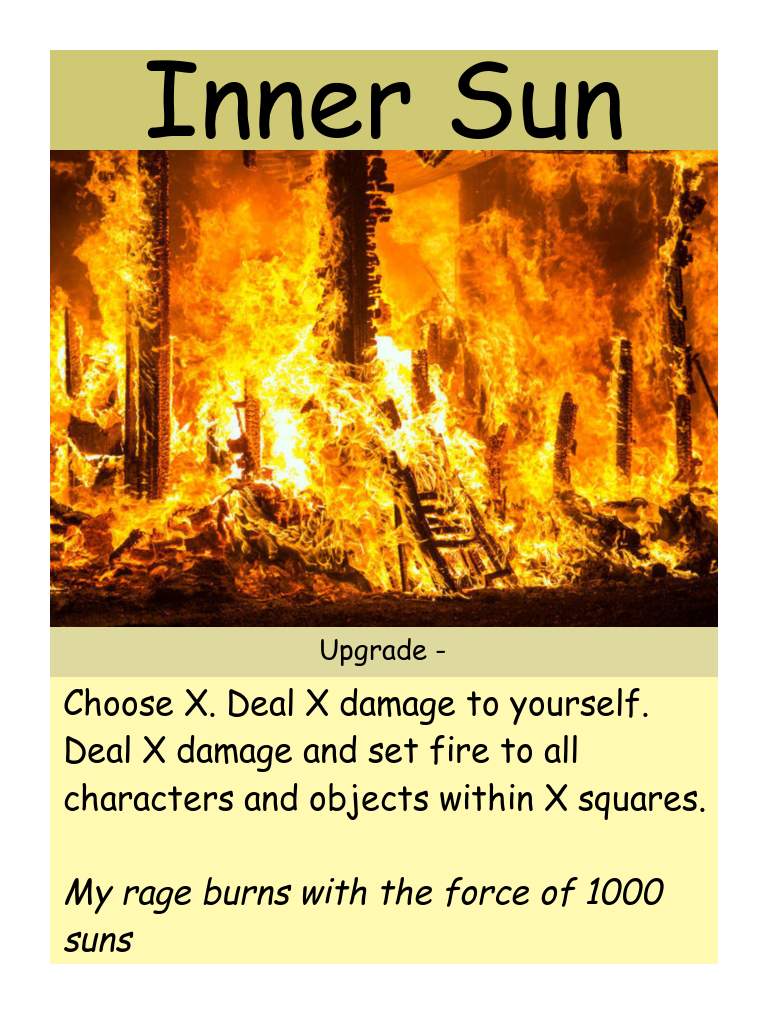 Inner Sun
Upgrade -
Choose X. Deal X damage to yourself.
Deal X damage and set fire to all
characters and objects within X squares.
My rage burns with the force of 1000
suns